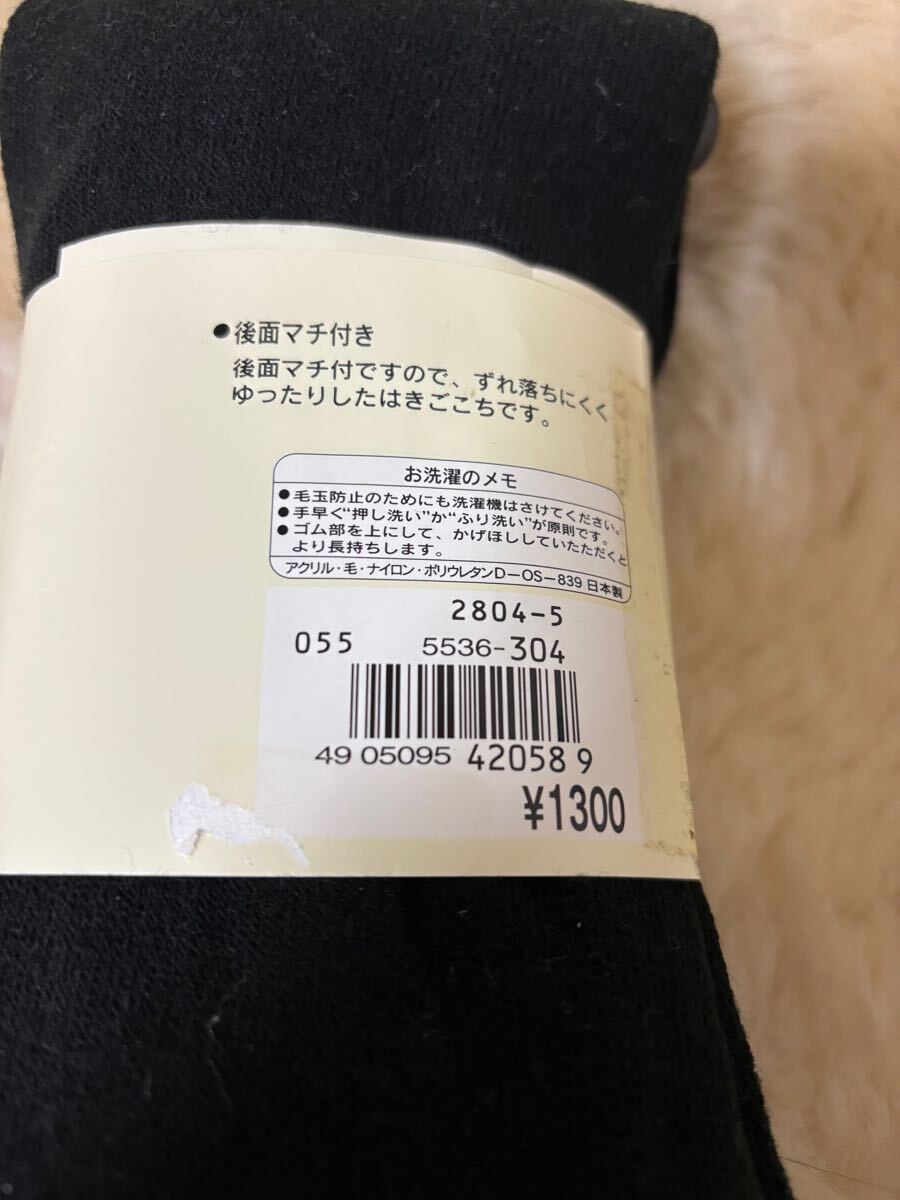 ●後面マチ付き
後面マチ付ですので、ずれ落ちにくく
ゆったりしたはきごこちです。
お洗濯のメモ
●毛玉防止のためにも洗濯機はさけてください。
●手早く“押し洗い”か“ふり洗い”が原則です。
●ゴム部を上にして、かげほししていたただくと
より長持ちします。
アクリル・毛・ナイロン・ポリウレタンD-OS-839 日本製
2804-5
055 5536-304
49 05095 42058 9
¥1300